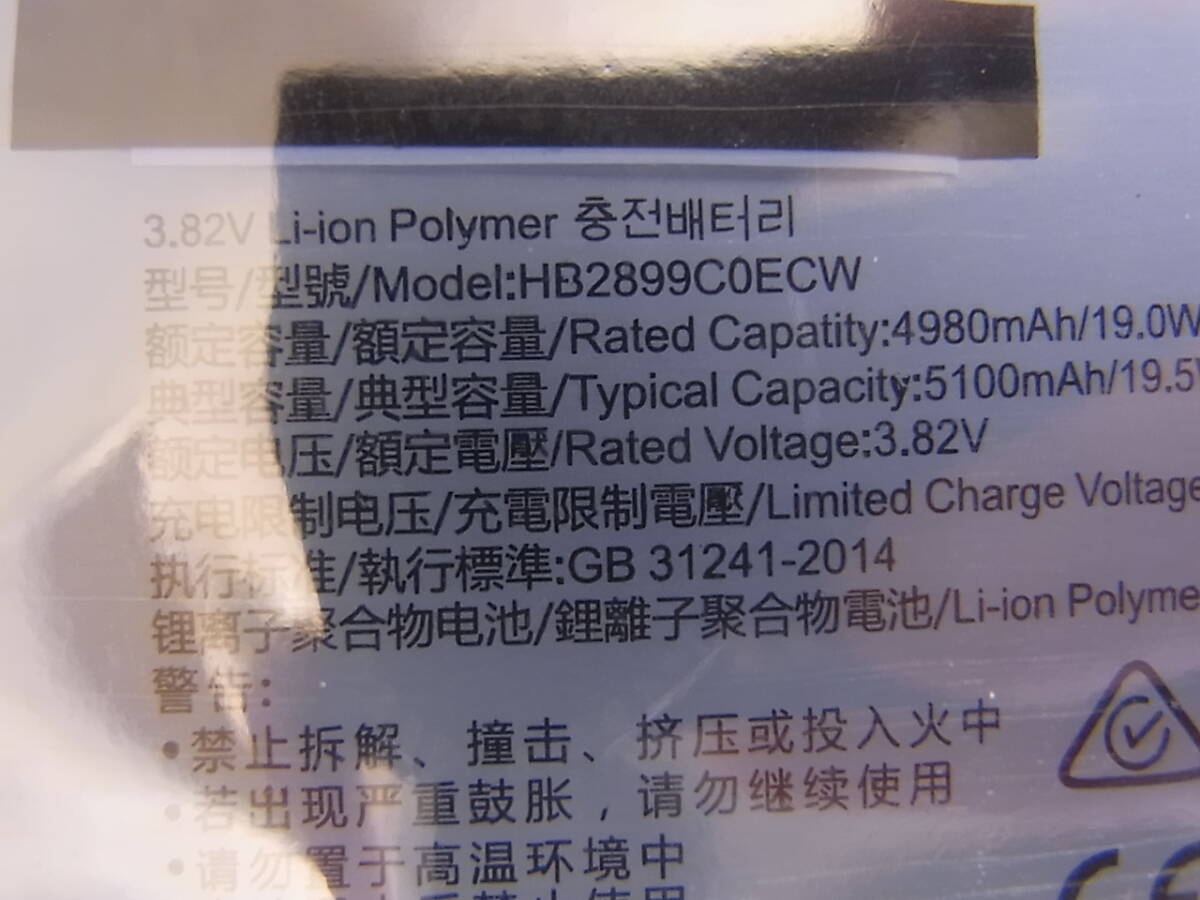 3.82V Li-ion Polymer 충전배터리
型号/型號/Model:HB2899C0ECW
额定容量/額定容量/Rated Capatity:4980mAh/19.0W
典型容量/典型容量/Typical Capacity:5100mAh/19.5
额定电压/額定電壓/Rated Voltage:3.82V
充电限制电压/充電限制電壓/Limited Charge Voltage
执行标准/執行標準:GB 31241-2014
锂离子聚合物电池/鋰離子聚合物電池/Li-ion Polyme
警告:
•禁止拆解、撞击、挤压或投入火中
•若出现严重鼓胀，请勿继续使用
•请勿置于高温环境中
CE